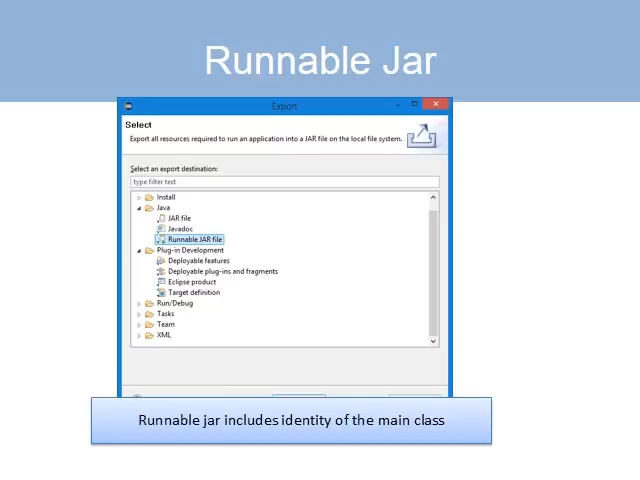 Runnable Jar
Export
Select
Export all resources required to run an application into a JAR file on the local file system.
Select an export destination:
type filter text
Install
Java
JAR file
Javadoc
Runnable JAR file
Plug-in Development
Deployable features
Deployable plug-ins and fragments
Eclipse product
Target definition
Run/Debug
Tasks
Team
XML
Runnable jar includes identity of the main class